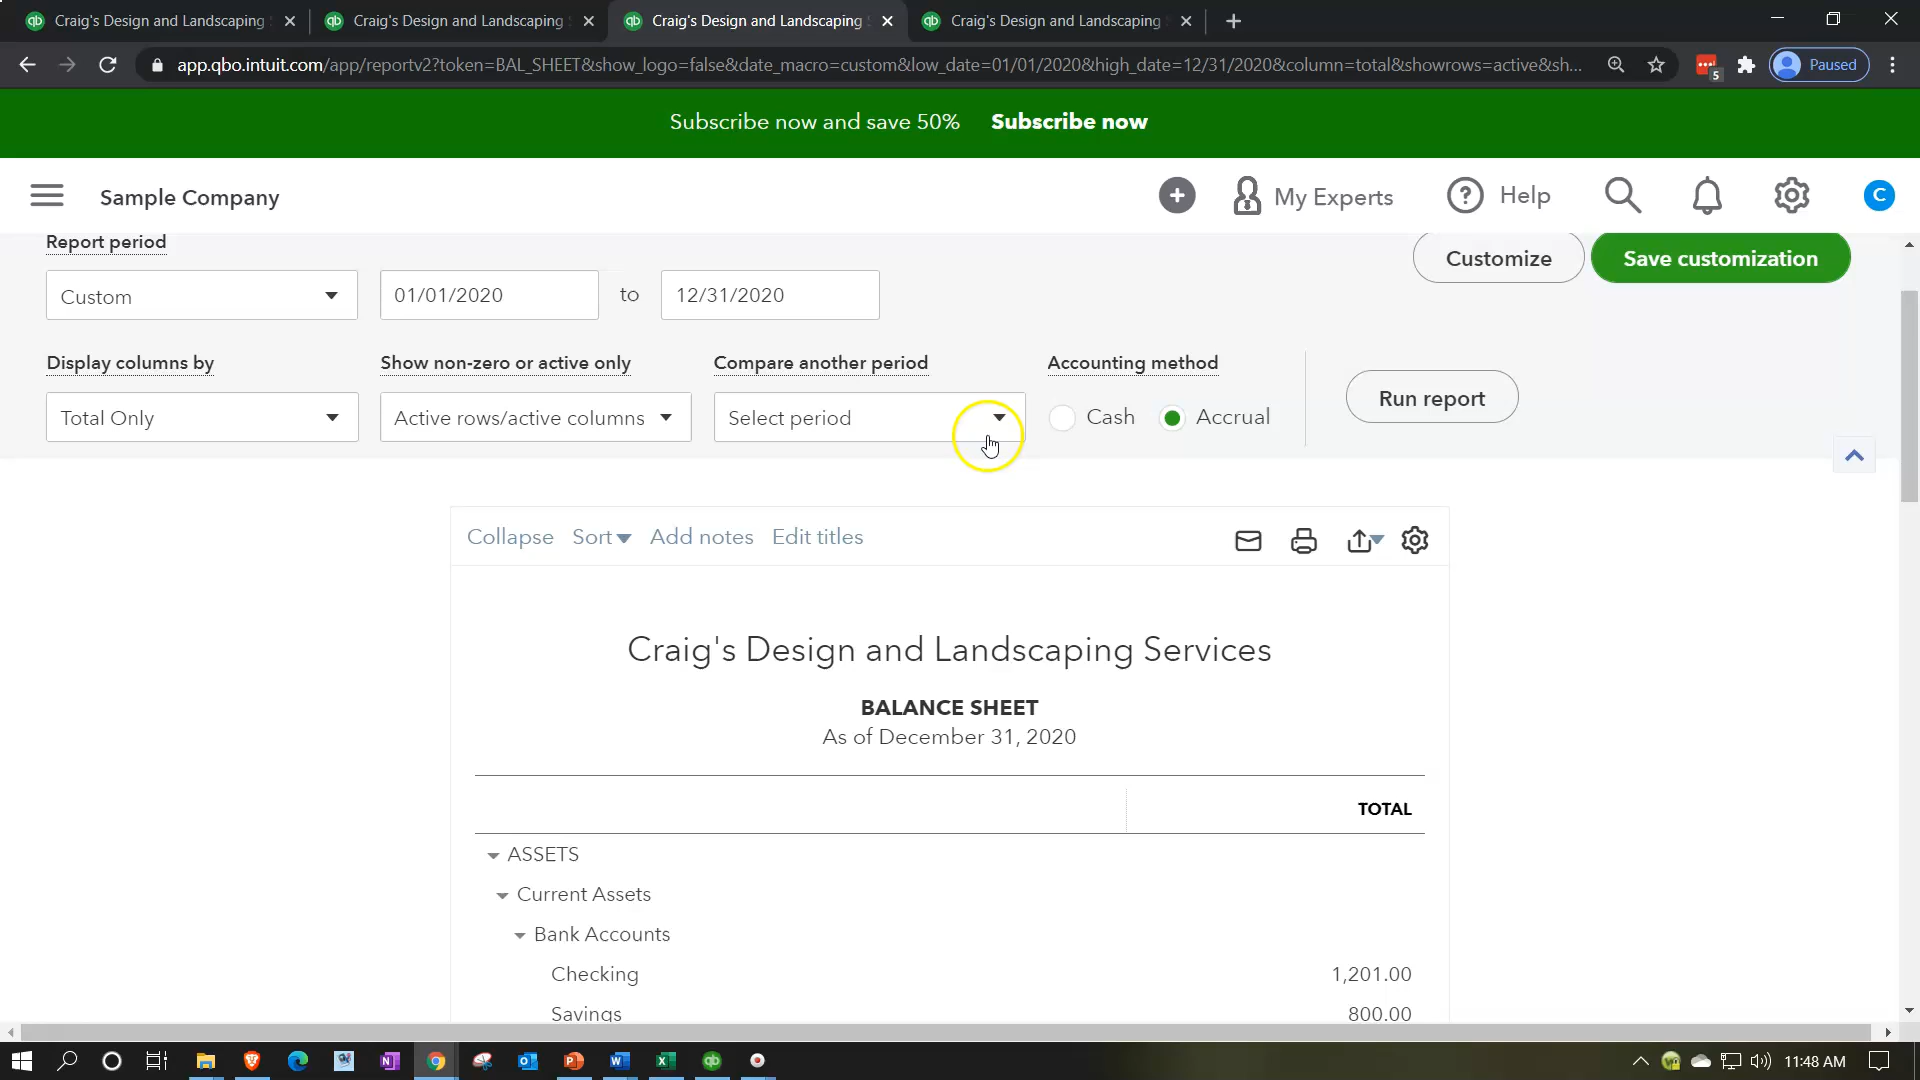 Craig's Design and Landscaping
Craig's Design and Landscaping
Craig's Design and Landscaping
Craig's Design and Landscaping
app.qbo.intuit.com/app/reportv2?token=BAL_SHEET&show_logo=false&date_macro=custom&low_date=01/01/2020&high_date=12/31/2020&column=total&showrows=active&sh...
5
Paused
Subscribe now and save 50% Subscribe now
Sample Company
My Experts
Help
C
Report period
Customize
Save customization
Custom
01/01/2020
to
12/31/2020
Display columns by
Show non-zero or active only
Compare another period
Accounting method
Total Only
Active rows/active columns
Select period
Cash
Accrual
Run report
Collapse Sort Add notes Edit titles
Craig's Design and Landscaping Services
BALANCE SHEET
As of December 31, 2020
TOTAL
ASSETS
Current Assets
Bank Accounts
Checking 1,201.00
Savings 800.00
11:48 AM